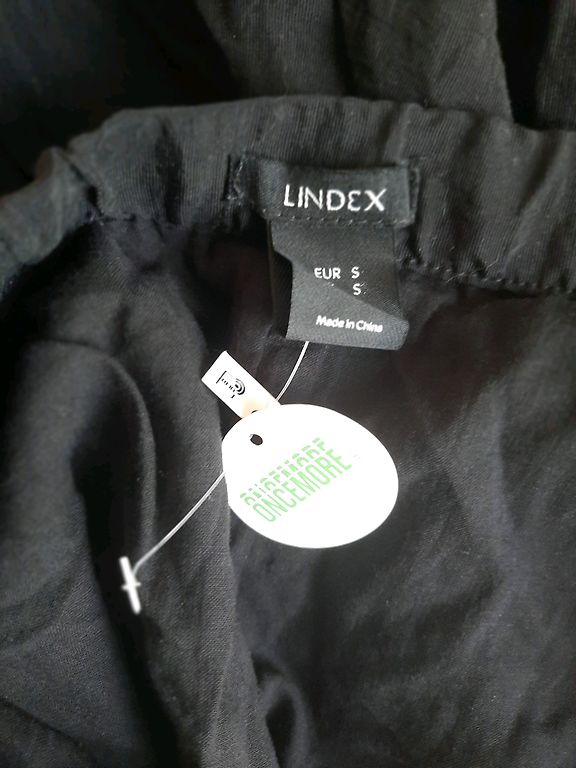 LINDEX
EUR S
S
Made in China
ONCEMORE
ONCEMORE